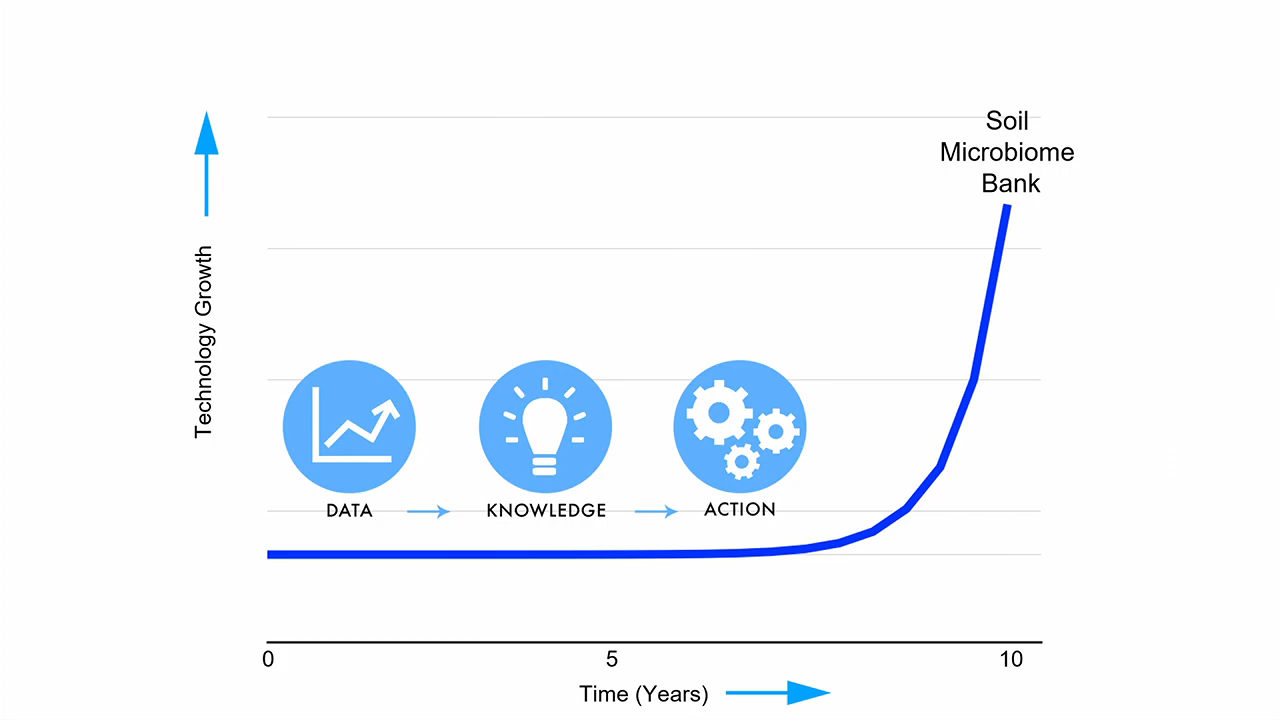 Soil
Microbiome
Bank
Technology Growth
DATA
KNOWLEDGE
ACTION
0
5
10
Time (Years)